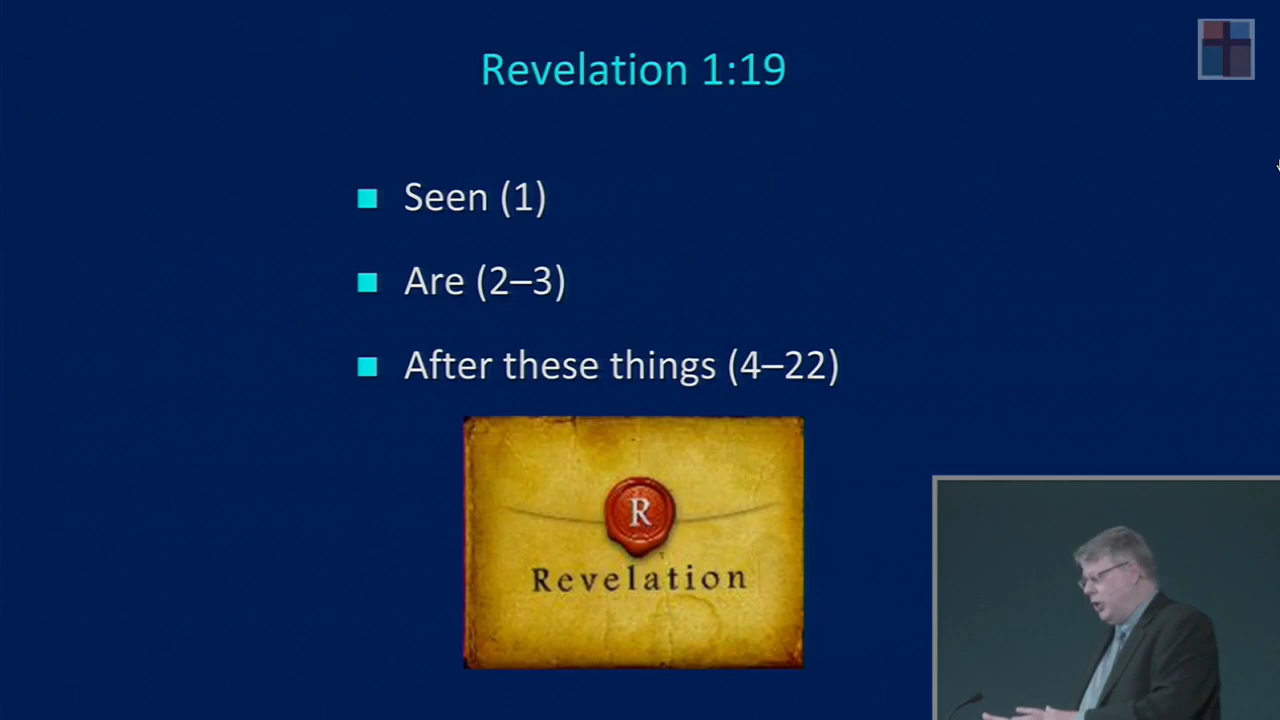 Revelation 1:19
Seen (1)
Are (2–3)
After these things (4–22)
R
Revelation